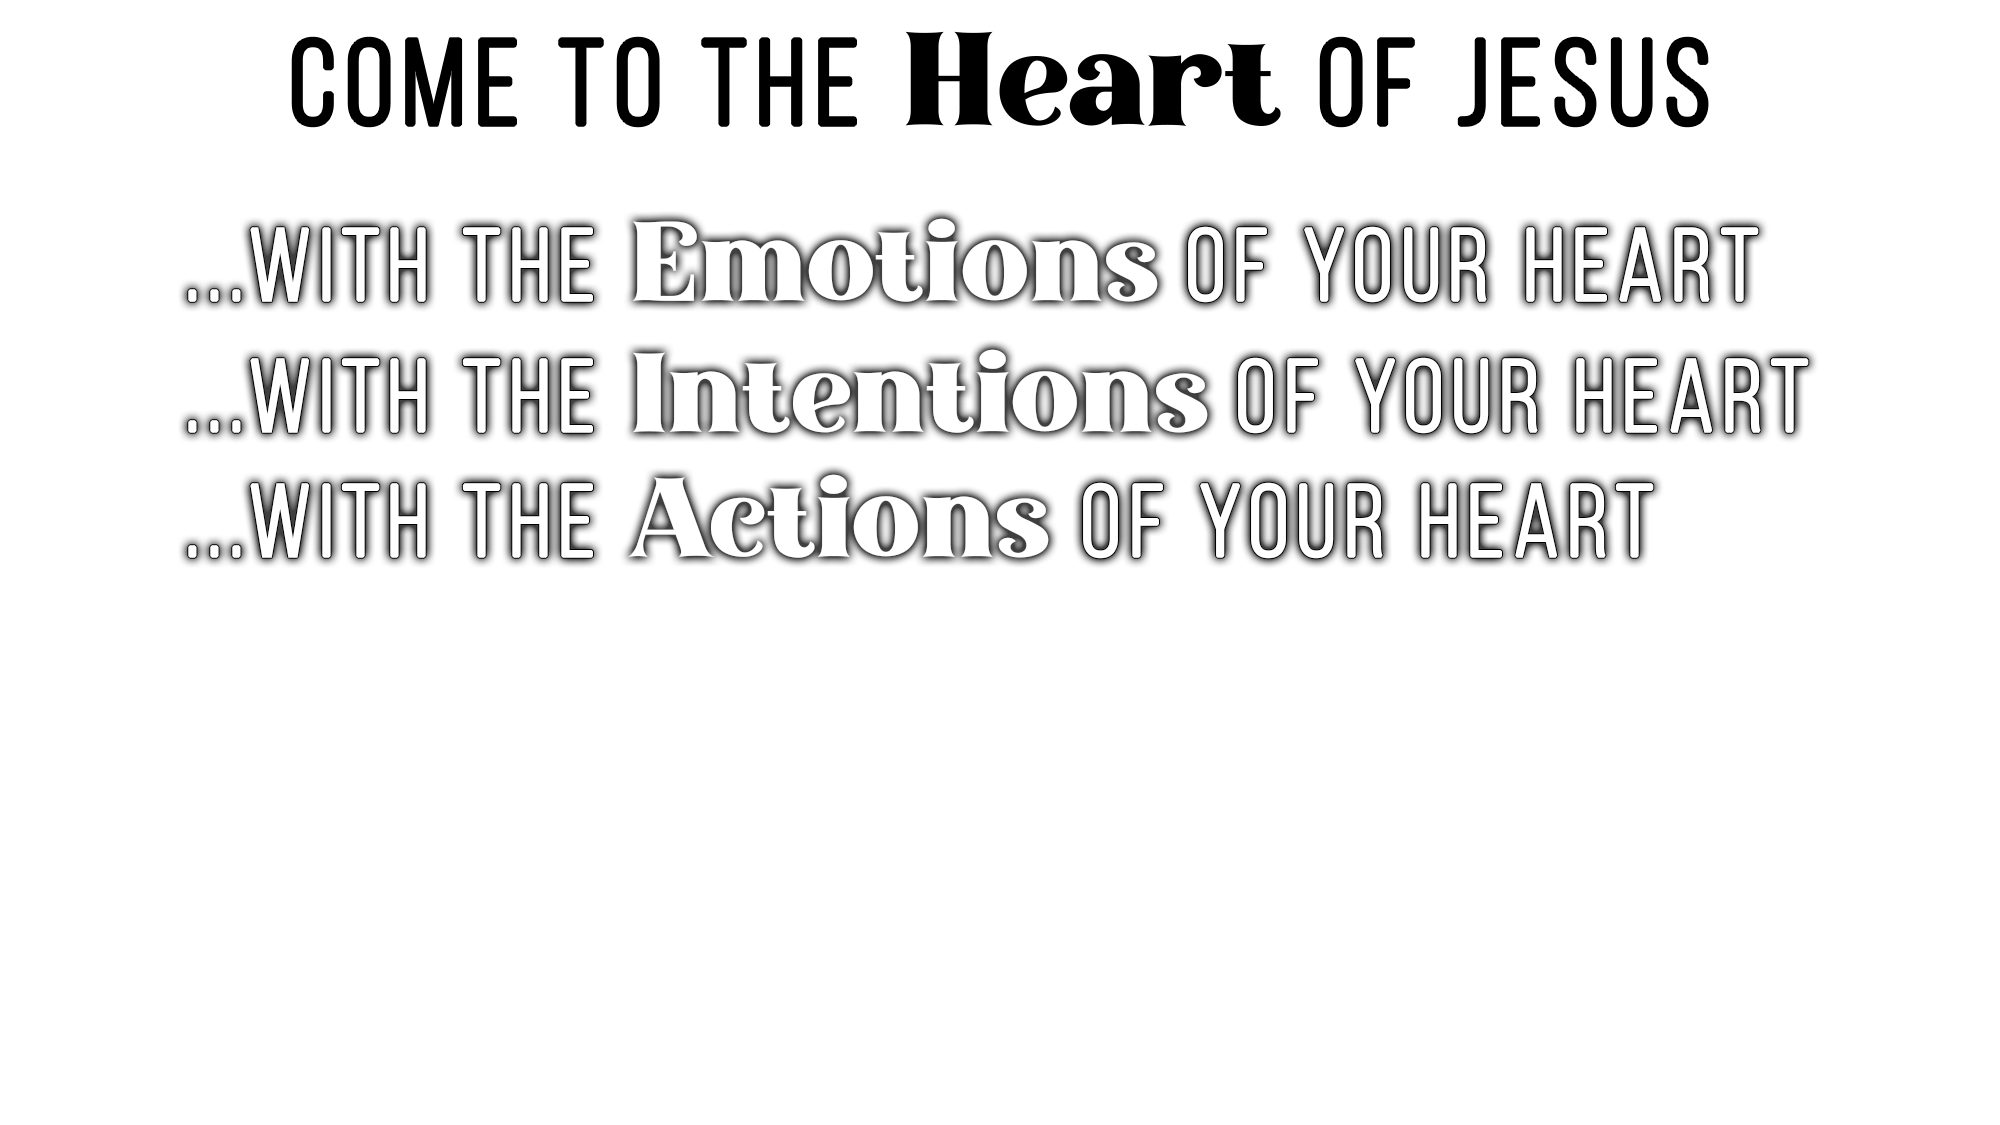 COME TO THE Heart OF JESUS
...WITH THE Emotions OF YOUR HEART
...WITH THE Intentions OF YOUR HEART
...WITH THE Actions OF YOUR HEART